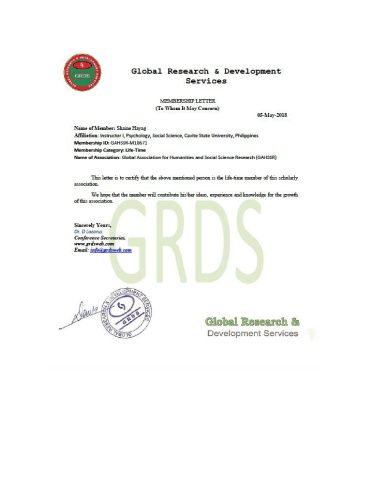 GRDS
Global Research & Development
Services
MEMBERSHIP LETTER
(To Whom It May Concern)
05-May-2018
Name of Member: Shaine Hayag
Affiliation: Instructor I, Psychology, Social Science, Cavite State University, Philippines
Membership ID: GAHSSR-M18671
Membership Category: Life-Time
Name of Association: Global Association for Humanities and Social Science Research (GAHSSR)
This letter is to certify that the above mentioned person is the life-time member of this scholarly
association.
We hope that the member will contribute his/her ideas, experience and knowledge for the growth
of this association.
Sincerely Yours,
Dr. D Lazarus
Conference Secretariat,
www.grdsweb.com
Email: info@grdsweb.com
GRDS
GRDS
Global Research &
Development Services